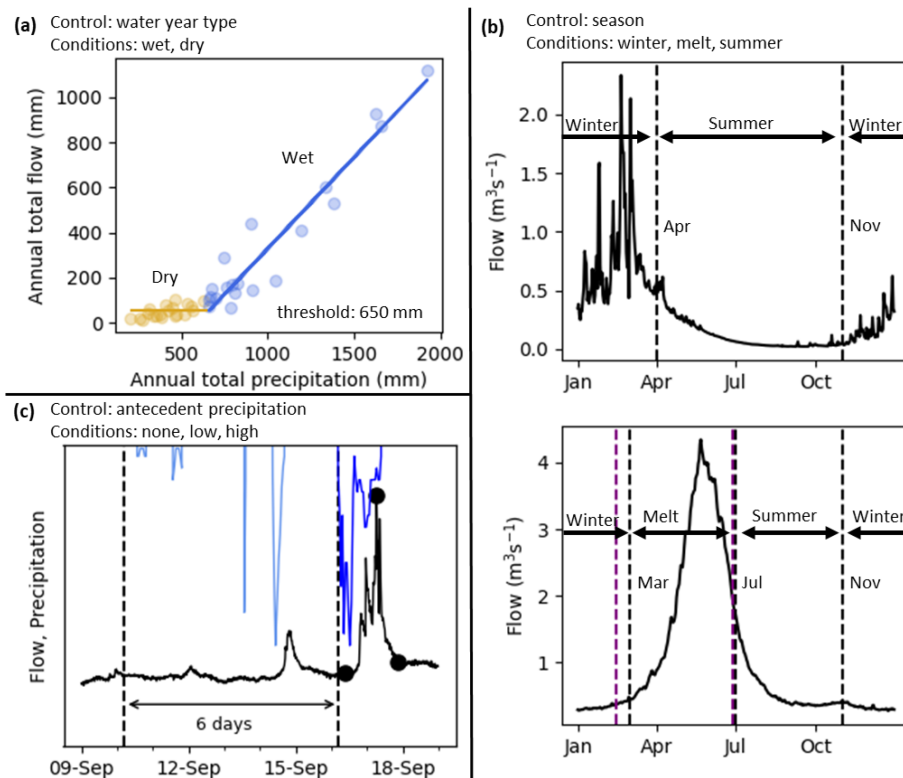 (a) Control: water year type
Conditions: wet, dry
Annual total flow (mm)
1000
800
600
400
200
0
Wet
Dry
threshold: 650 mm
500 1000 1500 2000
Annual total precipitation (mm)
(b) Control: season
Conditions: winter, melt, summer
Flow (m³s⁻¹)
2.0
1.5
1.0
0.5
0.0
Winter Summer Winter
Apr Nov
Jan Apr Jul Oct
Flow (m³s⁻¹)
4
3
2
1
Winter Melt Summer Winter
Mar Jul Nov
Jan Apr Jul Oct
(c) Control: antecedent precipitation
Conditions: none, low, high
Flow, Precipitation
6 days
09-Sep 12-Sep 15-Sep 18-Sep